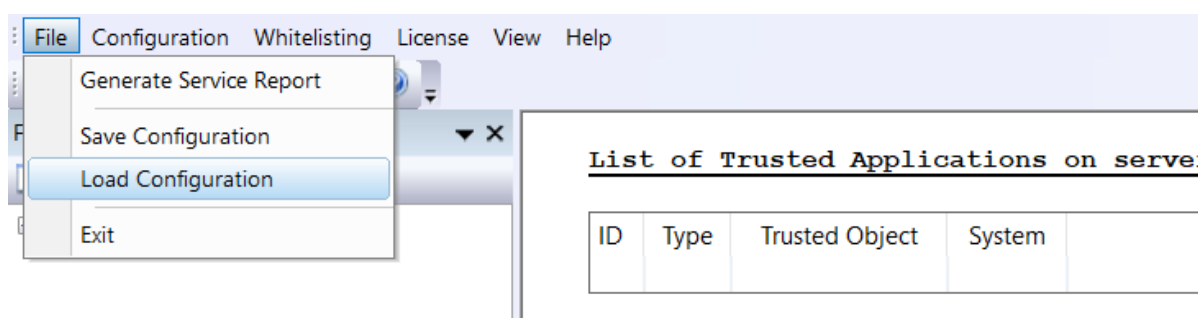 File Configuration Whitelisting License View Help
Generate Service Report
Save Configuration
Load Configuration
Exit
List of Trusted Applications on server
ID Type Trusted Object System